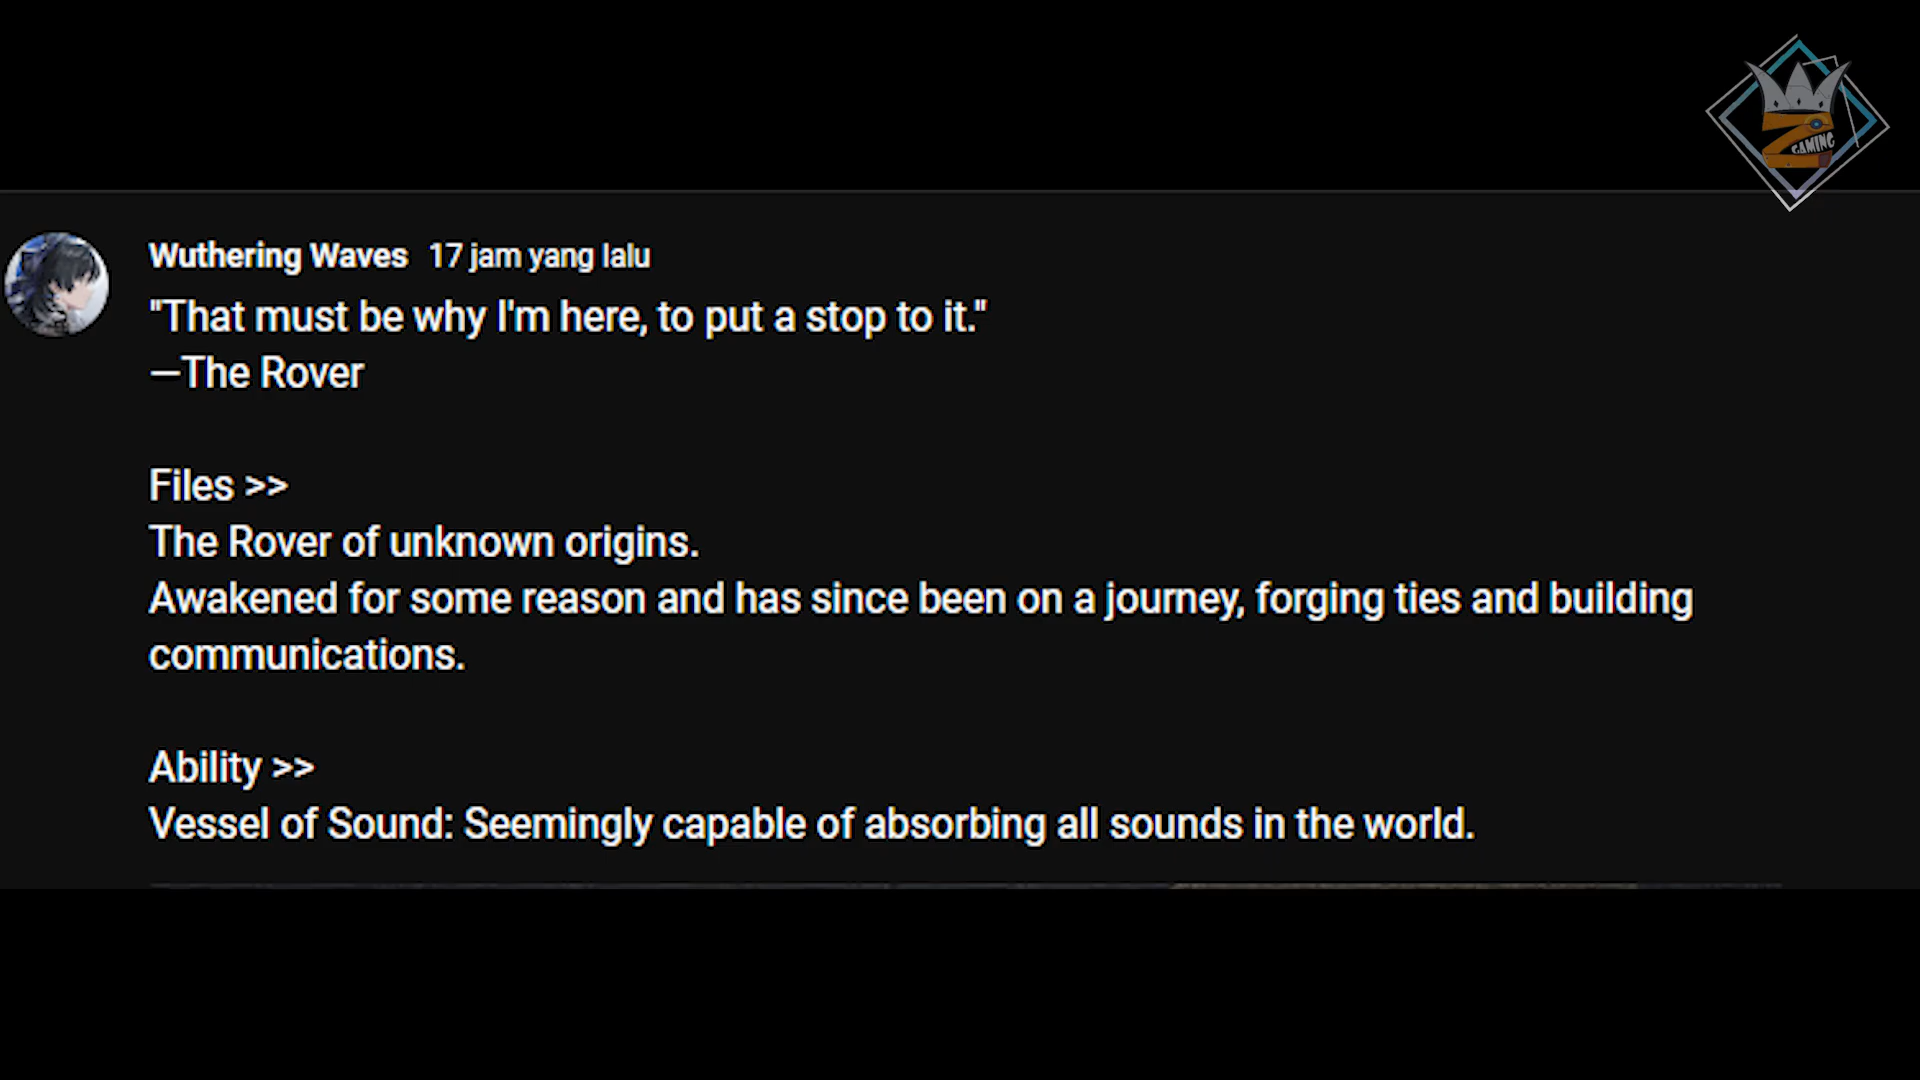 GAMING
Wuthering Waves 17 jam yang lalu
"That must be why I'm here, to put a stop to it."
—The Rover
Files >>
The Rover of unknown origins.
Awakened for some reason and has since been on a journey, forging ties and building
communications.
Ability >>
Vessel of Sound: Seemingly capable of absorbing all sounds in the world.